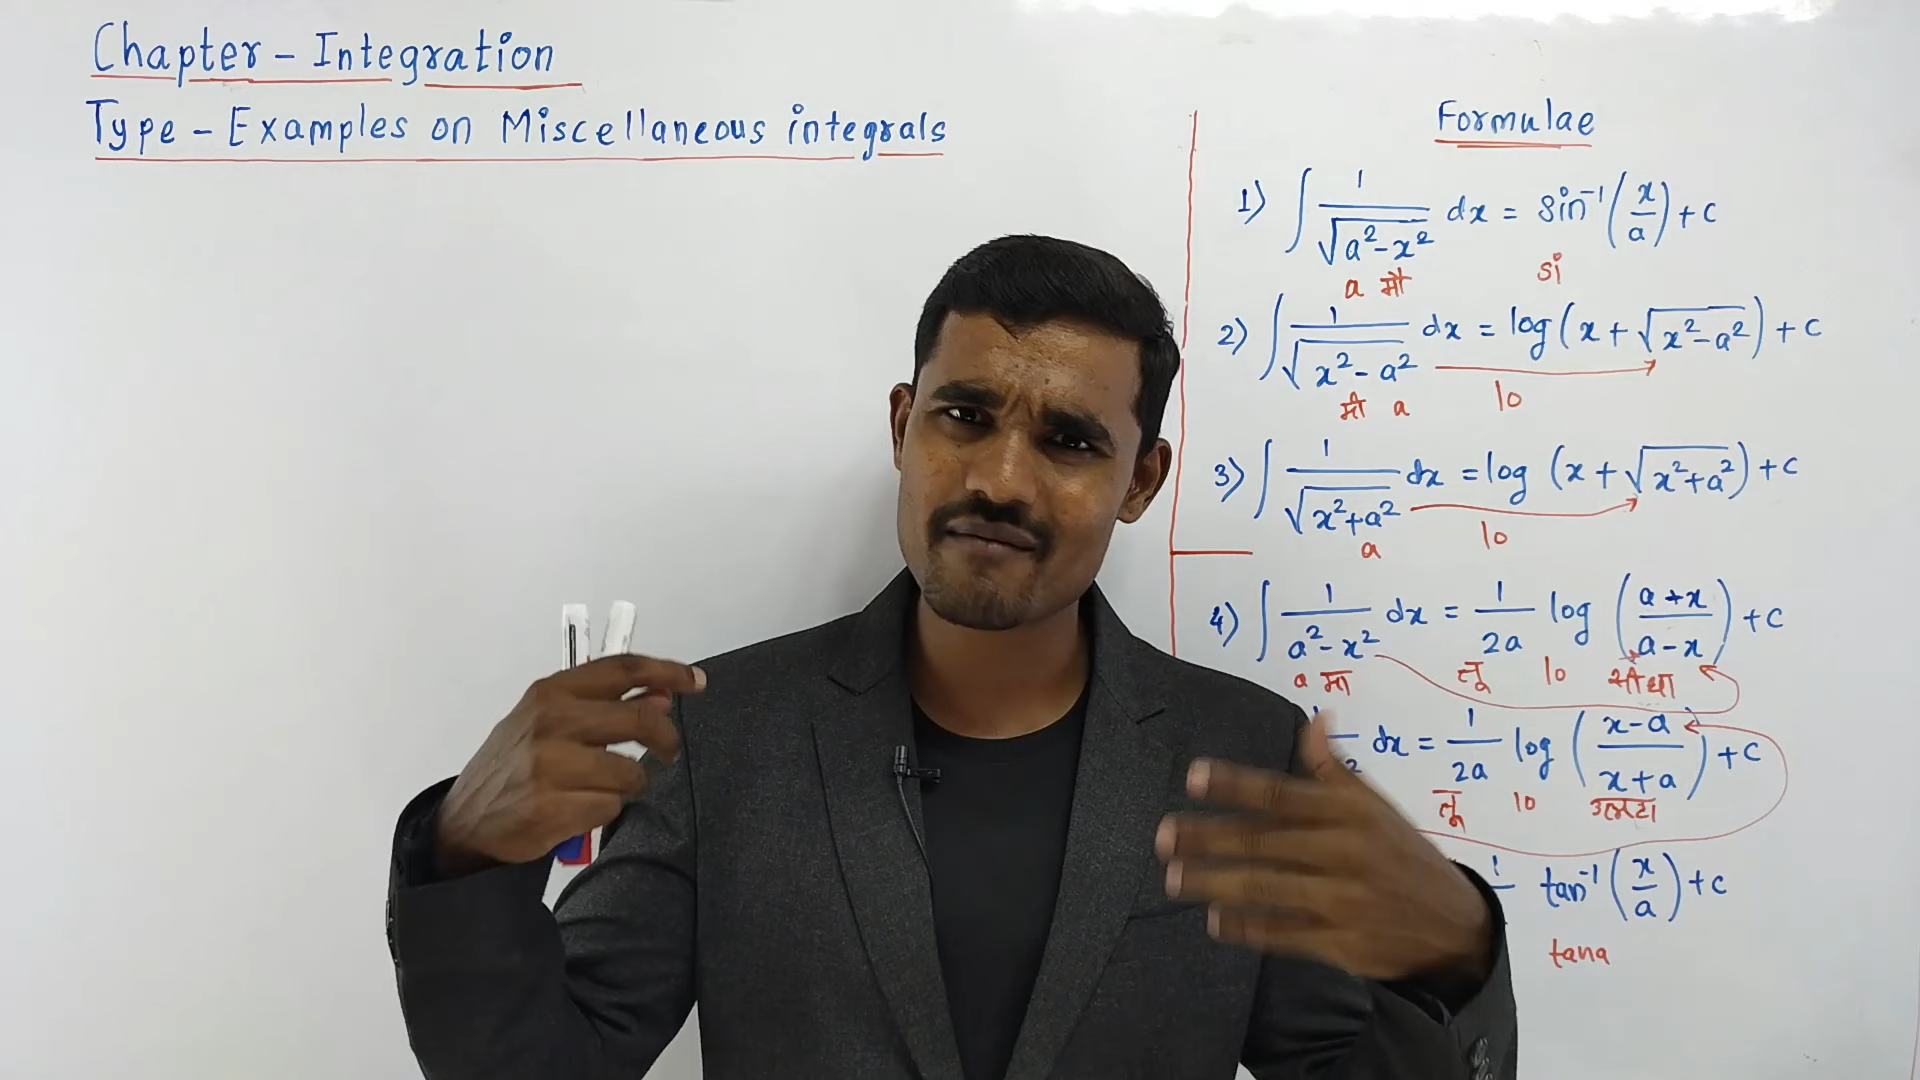 Chapter - Integration
Type - Examples on Miscellaneous integrals
Formulae
1) ∫ 1/√(a²-x²) dx = sin⁻¹(x/a) + c
si
2) ∫ 1/√(x²-a²) dx = log(x + √(x²-a²)) + c
मी a lo
3) ∫ 1/√(x²+a²) dx = log (x + √(x²+a²)) + c
a lo
4) ∫ 1/(a²-x²) dx = 1/2a log ((a+x)/(a-x)) + c
a मा लू lo सीधा
dx = 1/2a log ((x-a)/(x+a)) + c
लू lo उलटा
tan⁻¹(x/a) + c
tana